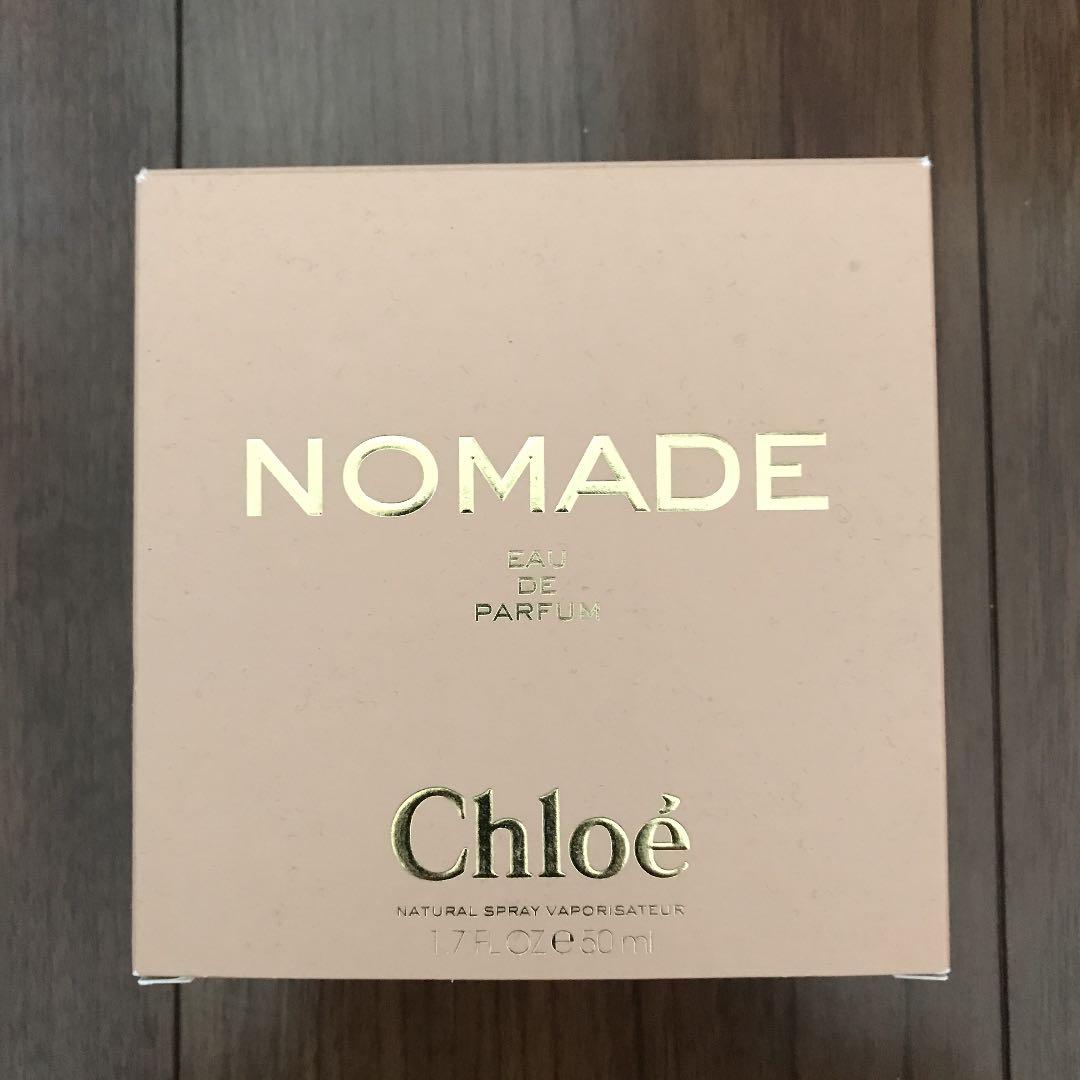 NOMADE
EAU
DE
PARFUM
Chloé
NATURAL SPRAY VAPORISATEUR
1.7 FL OZ e 50 ml